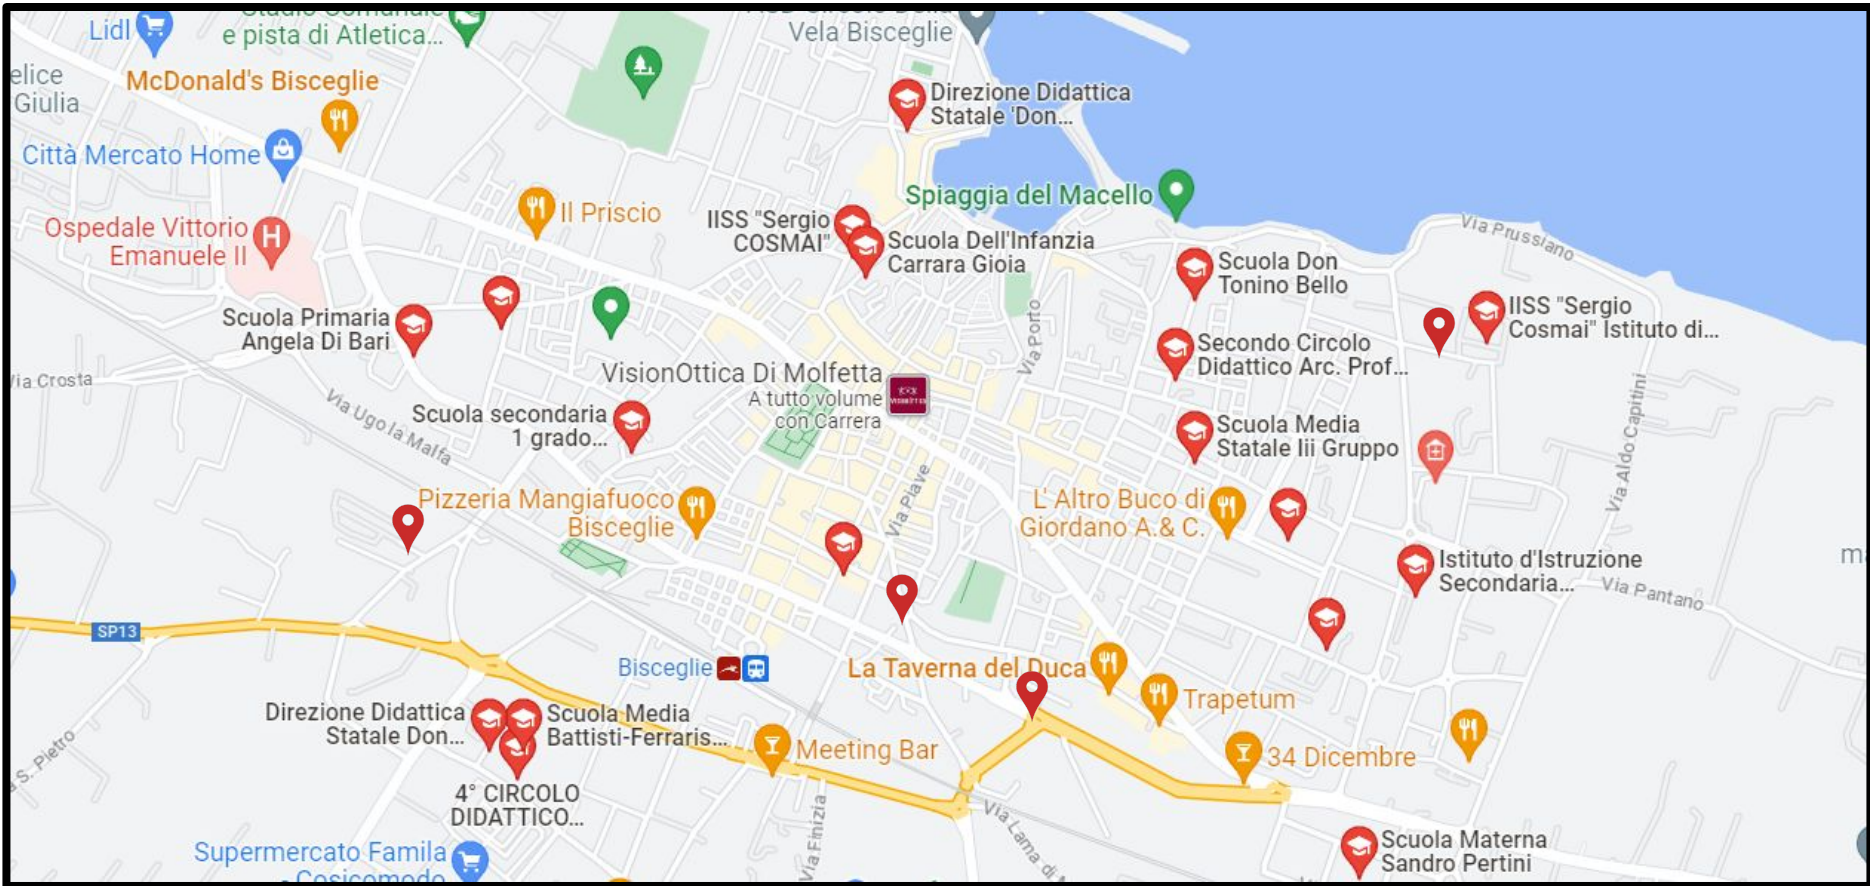 Stadio Comunale
e pista di Atletica...
Lidl
Vela Bisceglie
elice
Giulia
McDonald's Bisceglie
Città Mercato Home
Direzione Didattica
Statale 'Don...
Spiaggia del Macello
Il Priscio
IISS "Sergio
COSMAI"
Scuola Dell'Infanzia
Carrara Gioia
Ospedale Vittorio
Emanuele II
Via Prussiano
Scuola Don
Tonino Bello
Scuola Primaria
Angela Di Bari
IISS "Sergio
Cosmai" Istituto di...
Via Porto
Secondo Circolo
Didattico Arc. Prof...
ia Crosta
VisionOttica Di Molfetta
A tutto volume
con Carrera
Via Ugo la Malfa
Scuola secondaria
1 grado...
Scuola Media
Statale Iii Gruppo
Via Aldo Capitini
Pizzeria Mangiafuoco
Bisceglie
Via Piave
L' Altro Buco di
Giordano A.& C.
Istituto d'Istruzione
Secondaria...
ma
Via Pantano
SP13
Bisceglie
La Taverna del Duca
Trapetum
Direzione Didattica
Statale Don...
Scuola Media
Battisti-Ferraris...
Meeting Bar
34 Dicembre
a S. Pietro
4° CIRCOLO
DIDATTICO...
Via Finizia
Via Lama di
Scuola Materna
Sandro Pertini
Supermercato Famila
Cosicomodo